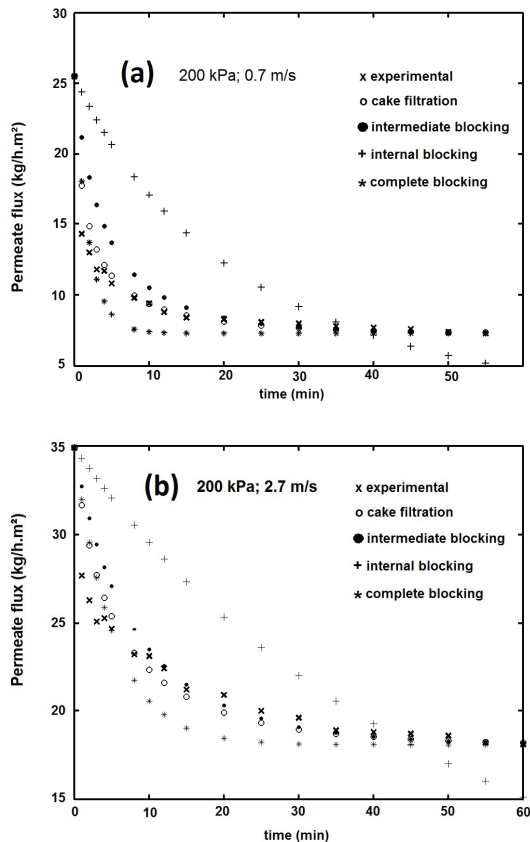 30
(a) 200 kPa; 0.7 m/s
x experimental
o cake filtration
● intermediate blocking
+ internal blocking
* complete blocking
25
20
15
10
5
Permeate flux (kg/h.m²)
0 10 20 30 40 50 60
time (min)
35
(b) 200 kPa; 2.7 m/s
x experimental
o cake filtration
● intermediate blocking
+ internal blocking
* complete blocking
30
25
20
15
Permeate flux (kg/h.m²)
0 10 20 30 40 50 60
time (min)